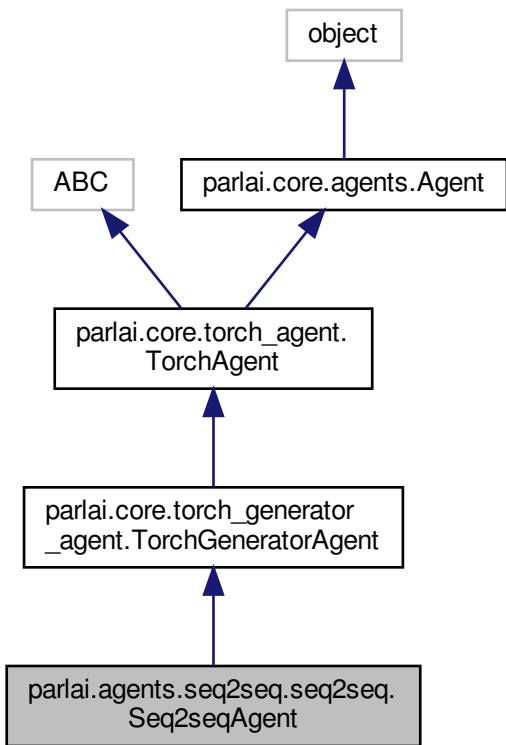 object
ABC
parlai.core.agents.Agent
parlai.core.torch_agent.
TorchAgent
parlai.core.torch_generator
_agent.TorchGeneratorAgent
parlai.agents.seq2seq.seq2seq.
Seq2seqAgent